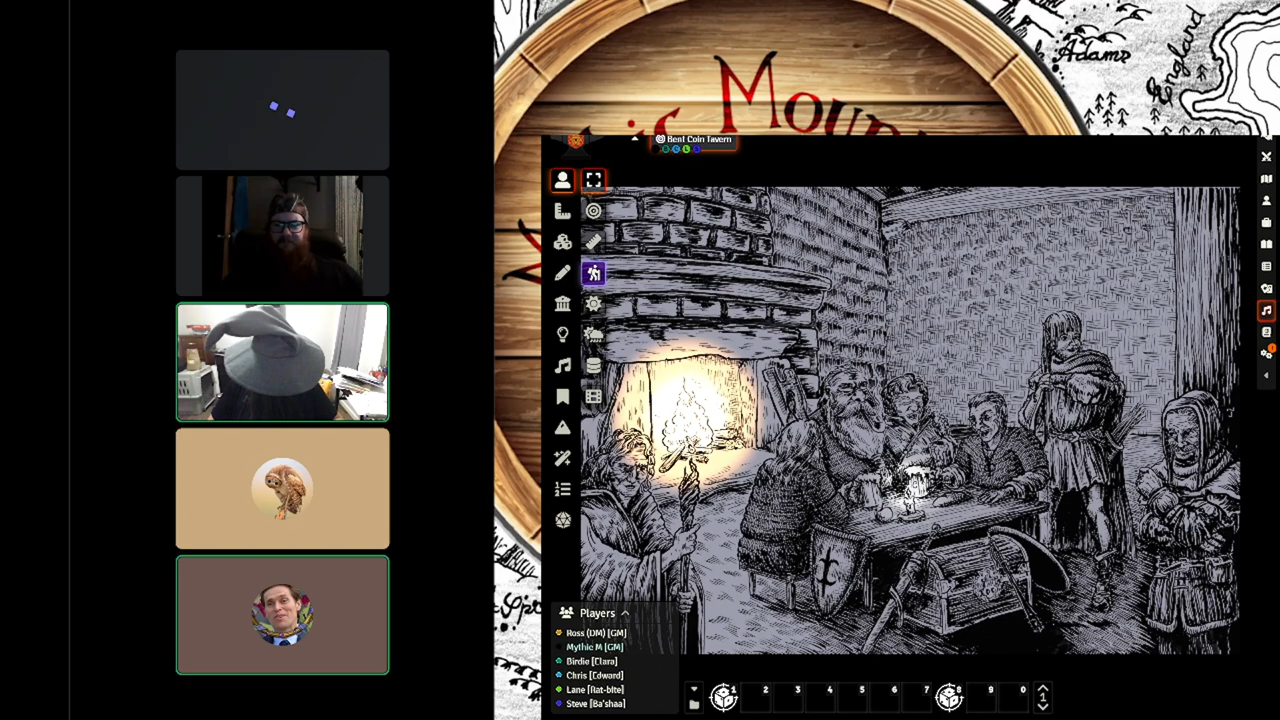 Adams
England
Bent Coin Tavern
Players
Ross (DM) [GM]
Mythic M [GM]
Birdie [Clara]
Chris [Edward]
Lane [Rat-bite]
Steve [Ba'shaa]
1 2 3 4 5 6 7 8 9 0
1